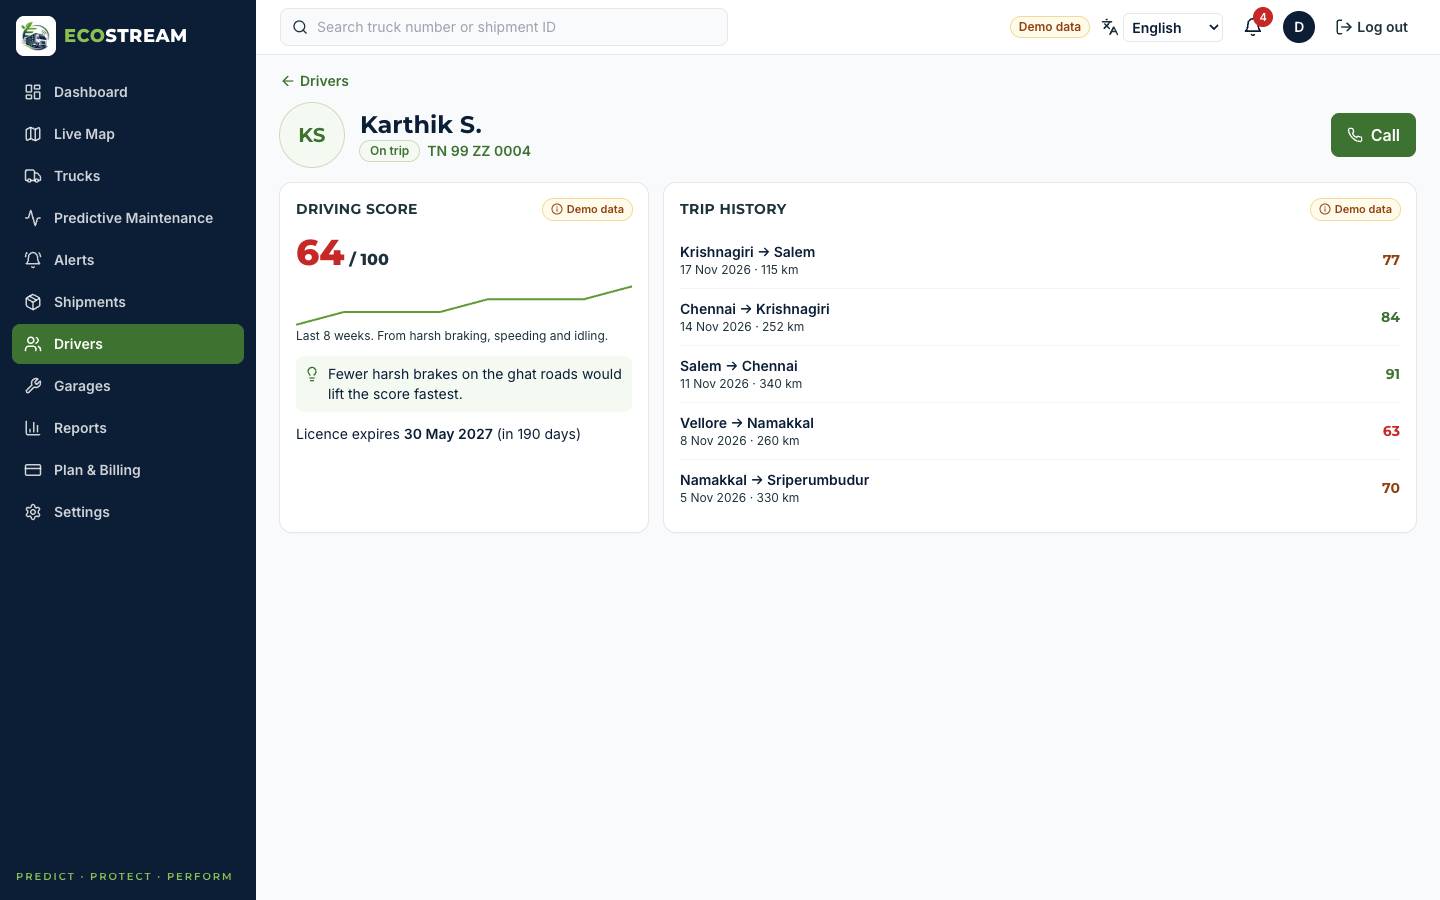 ECOSTREAM
Search truck number or shipment ID
Demo data
English
4
D
Log out
Dashboard
Live Map
Trucks
Predictive Maintenance
Alerts
Shipments
Drivers
Garages
Reports
Plan & Billing
Settings
PREDICT · PROTECT · PERFORM
← Drivers
KS
Karthik S.
On trip TN 99 ZZ 0004
Call
DRIVING SCORE
Demo data
64 / 100
Last 8 weeks. From harsh braking, speeding and idling.
Fewer harsh brakes on the ghat roads would
lift the score fastest.
Licence expires 30 May 2027 (in 190 days)
TRIP HISTORY
Demo data
Krishnagiri → Salem
17 Nov 2026 · 115 km
77
Chennai → Krishnagiri
14 Nov 2026 · 252 km
84
Salem → Chennai
11 Nov 2026 · 340 km
91
Vellore → Namakkal
8 Nov 2026 · 260 km
63
Namakkal → Sriperumbudur
5 Nov 2026 · 330 km
70